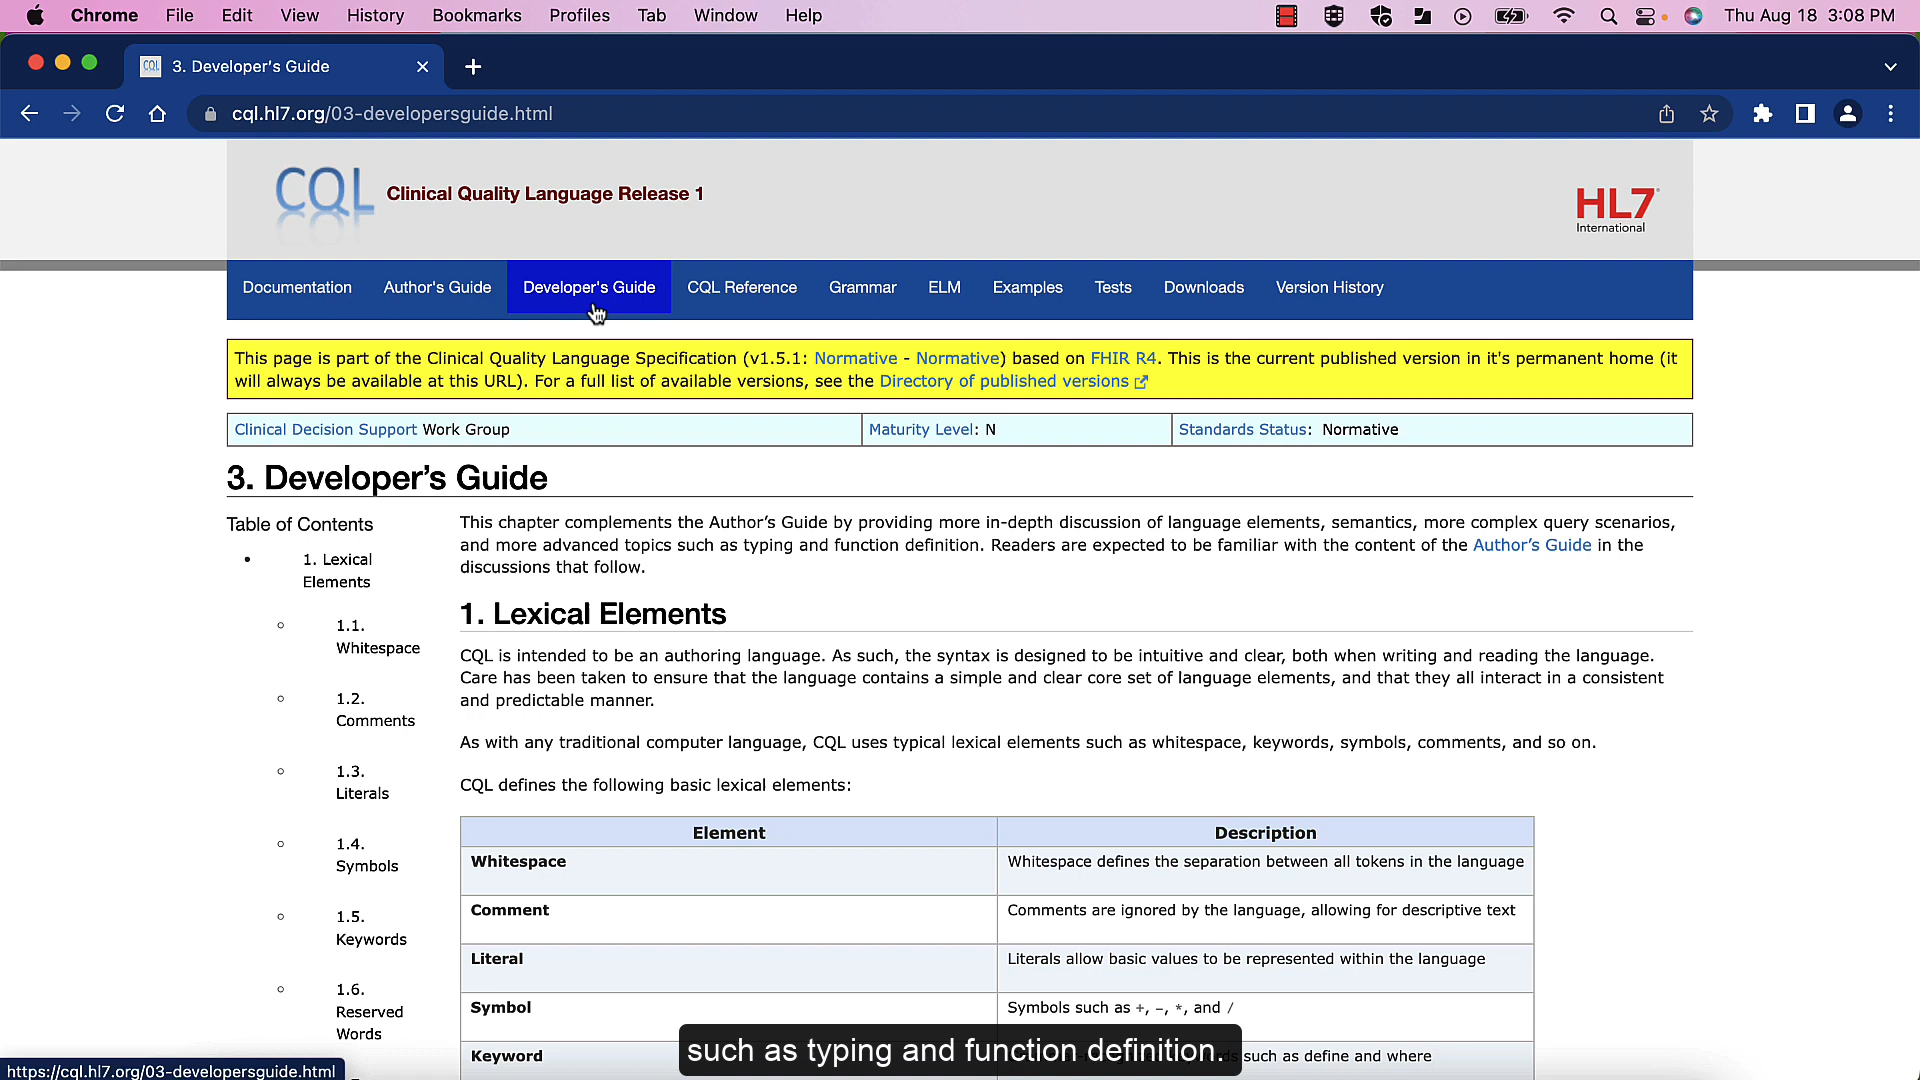 Chrome File Edit View History Bookmarks Profiles Tab Window Help Thu Aug 18 3:08 PM
CQL 3. Developer's Guide
cql.hl7.org/03-developersguide.html
CQL Clinical Quality Language Release 1
HL7
International
Documentation Author's Guide Developer's Guide CQL Reference Grammar ELM Examples Tests Downloads Version History
This page is part of the Clinical Quality Language Specification (v1.5.1: Normative - Normative) based on FHIR R4. This is the current published version in it's permanent home (it
will always be available at this URL). For a full list of available versions, see the Directory of published versions
Clinical Decision Support Work Group Maturity Level: N Standards Status: Normative
3. Developer's Guide
Table of Contents
1. Lexical
Elements
1.1.
Whitespace
1.2.
Comments
1.3.
Literals
1.4.
Symbols
1.5.
Keywords
1.6.
Reserved
Words
This chapter complements the Author's Guide by providing more in-depth discussion of language elements, semantics, more complex query scenarios,
and more advanced topics such as typing and function definition. Readers are expected to be familiar with the content of the Author's Guide in the
discussions that follow.
1. Lexical Elements
CQL is intended to be an authoring language. As such, the syntax is designed to be intuitive and clear, both when writing and reading the language.
Care has been taken to ensure that the language contains a simple and clear core set of language elements, and that they all interact in a consistent
and predictable manner.
As with any traditional computer language, CQL uses typical lexical elements such as whitespace, keywords, symbols, comments, and so on.
CQL defines the following basic lexical elements:
Element Description
Whitespace Whitespace defines the separation between all tokens in the language
Comment Comments are ignored by the language, allowing for descriptive text
Literal Literals allow basic values to be represented within the language
Symbol Symbols such as +, -, *, and /
Keyword such as define and where
such as typing and function definition.
https://cql.hl7.org/03-developersguide.html